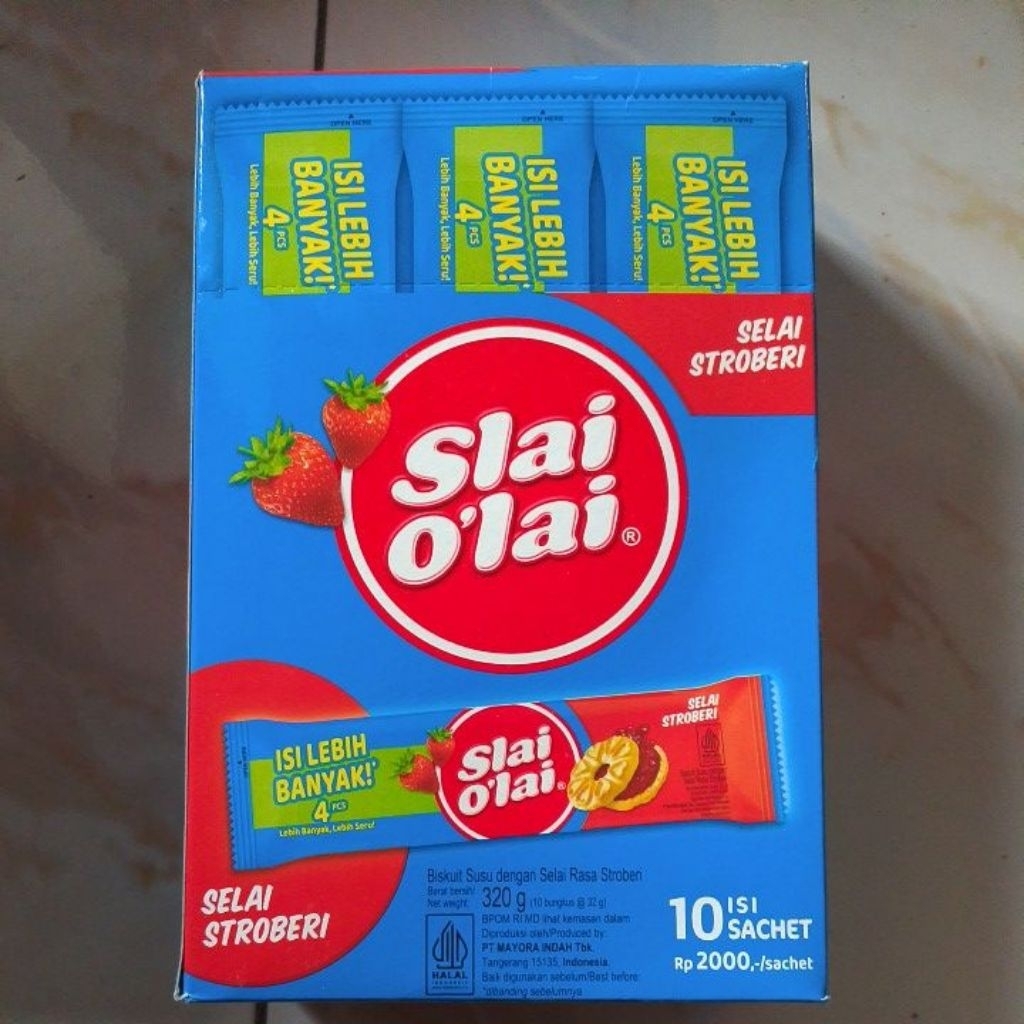 OPEN HERE
OPEN HERE
OPEN HERE
ISI LEBIH
BANYAK!*
4 PCS
Lebih Banyak, Lebih Seru!
ISI LEBIH
BANYAK!*
4 PCS
Lebih Banyak, Lebih Seru!
ISI LEBIH
BANYAK!*
4 PCS
Lebih Banyak, Lebih Seru!
SELAI
STROBERI
Slai
O'lai®
SELAI
STROBERI
ISI LEBIH
BANYAK!*
4 PCS
Lebih Banyak, Lebih Seru!
Slai
O'lai®
SELAI
STROBERI
Biskuit Susu dengan Selai Rasa Stroberi
Berat bersih/
Net weight: 320 g (10 bungkus @ 32 g)
BPOM RI MD lihat kemasan dalam
Diproduksi oleh/Produced by:
PT MAYORA INDAH Tbk.
Tangerang 15135, Indonesia.
Baik digunakan sebelum/Best before:
*dibanding sebelumnya
HALAL
INDONESIA
10 ISI
SACHET
Rp 2000,-/sachet